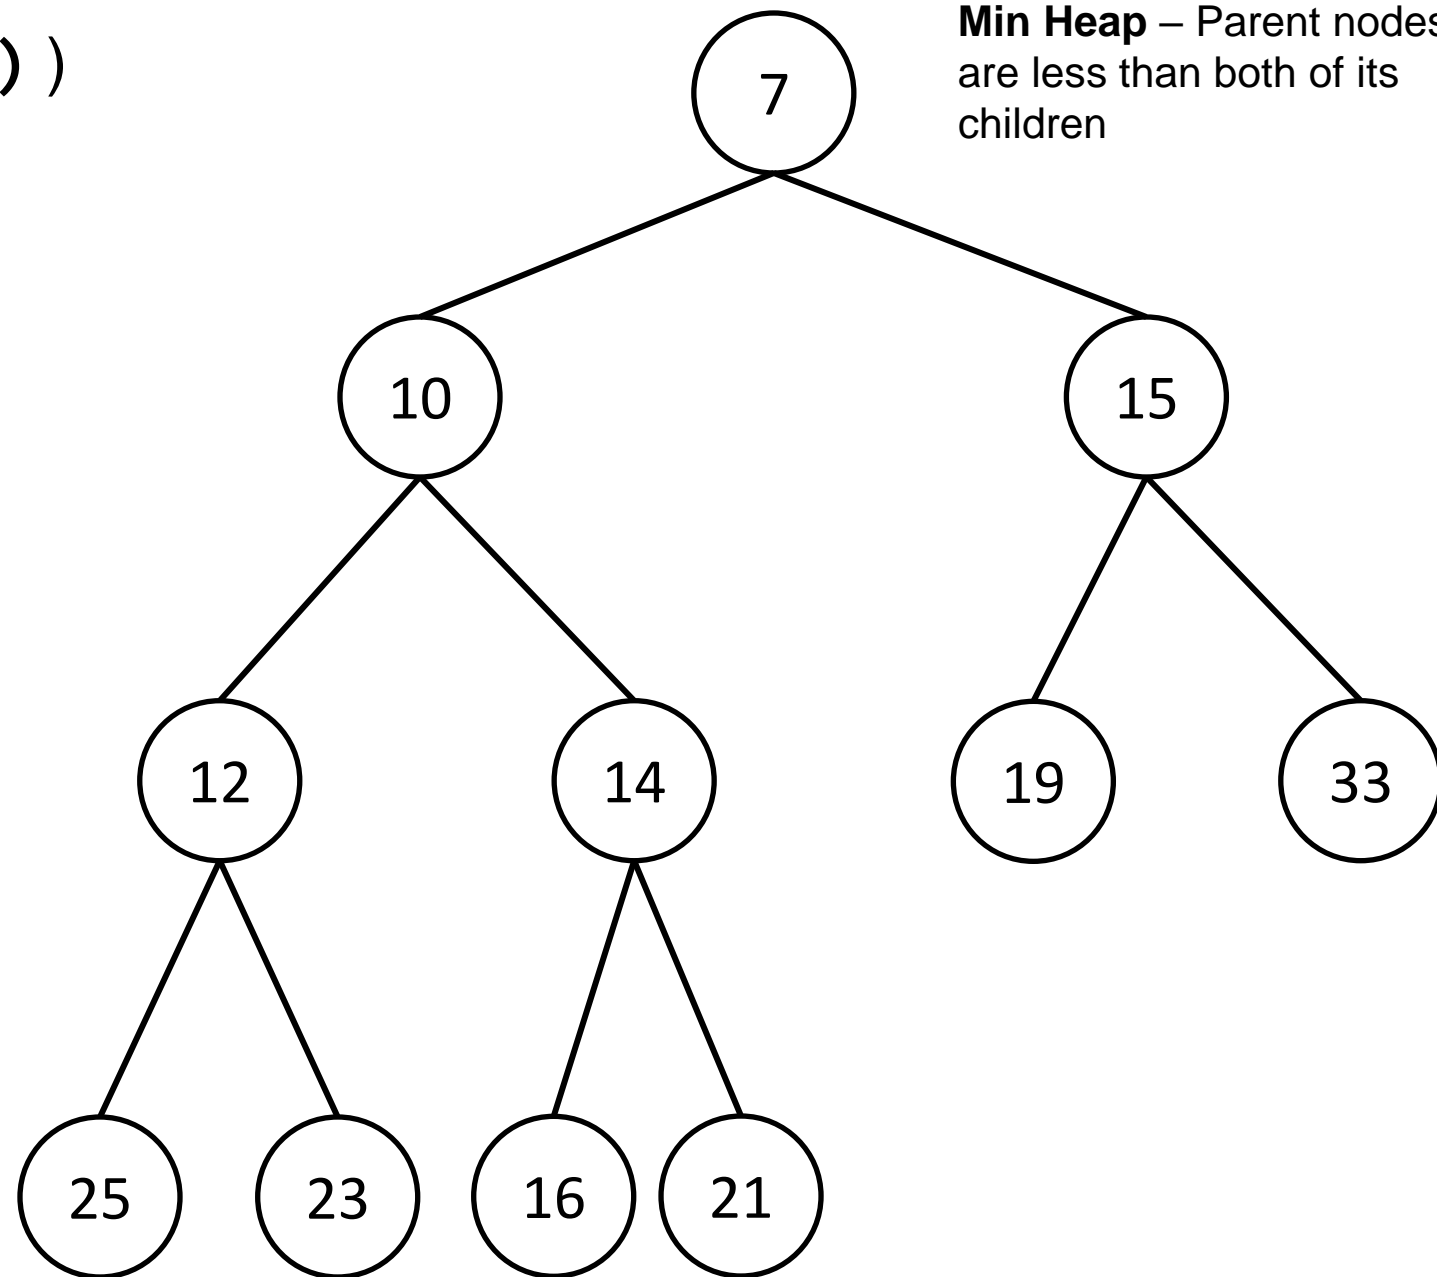 ) )
Min Heap – Parent nodes
are less than both of its
children
7
10 15
12 14 19 33
25 23 16 21